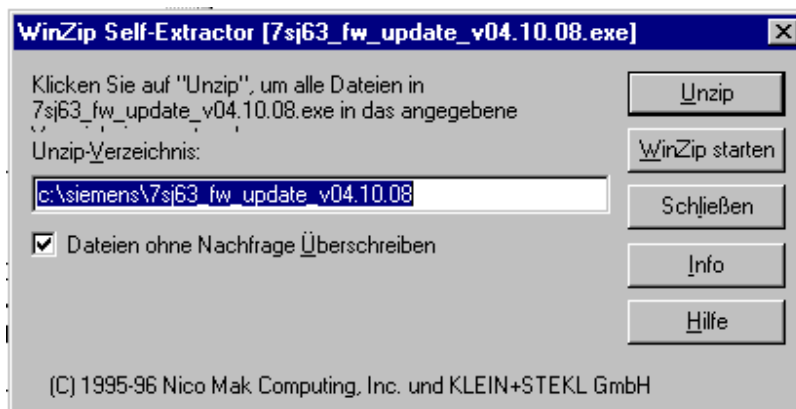 WinZip Self-Extractor [7sj63_fw_update_v04.10.08.exe]
Klicken Sie auf "Unzip", um alle Dateien in
7sj63_fw_update_v04.10.08.exe in das angegebene
Unzip-Verzeichnis:
c:\siemens\7sj63_fw_update_v04.10.08
Dateien ohne Nachfrage Überschreiben
Unzip
WinZip starten
Schließen
Info
Hilfe
(C) 1995-96 Nico Mak Computing, Inc. und KLEIN+STEKL GmbH